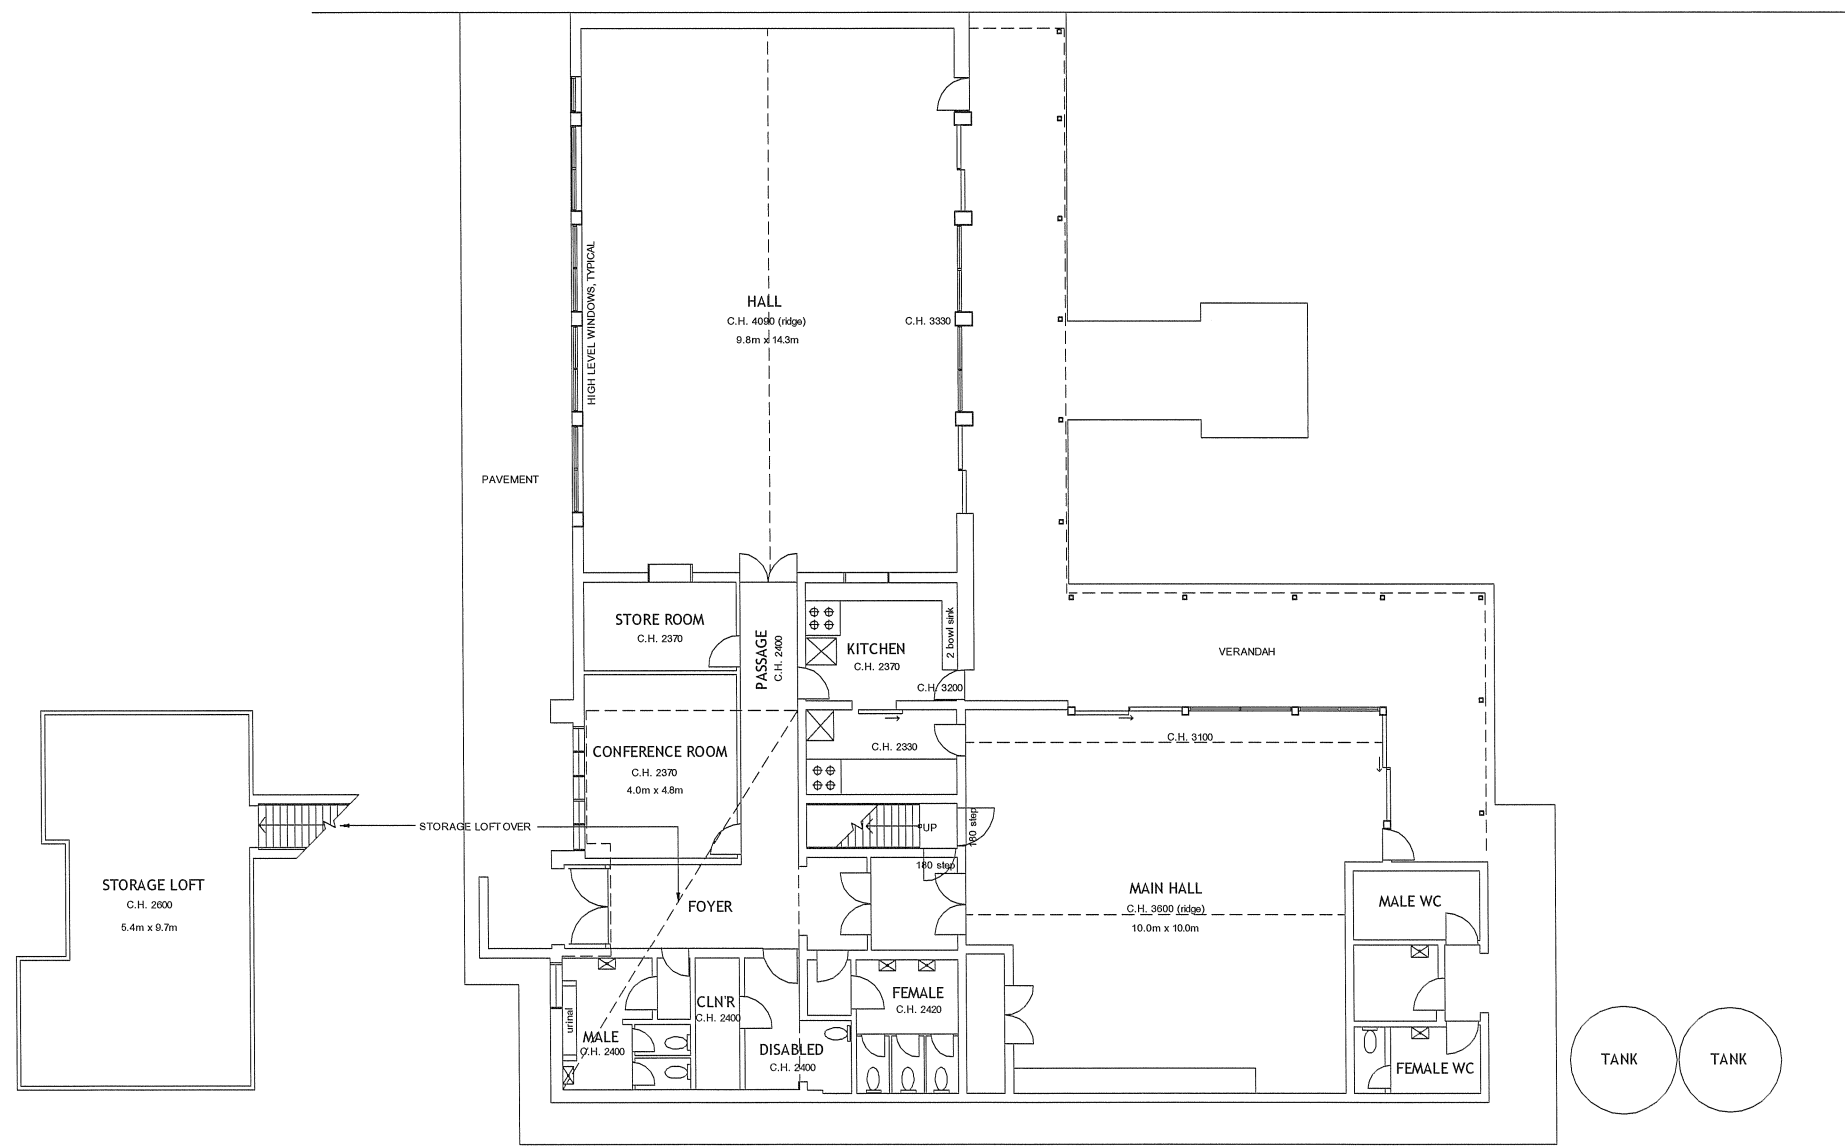 HALL
C.H. 4090 (ridge)
9.8m x 14.3m
C.H. 3330
HIGH LEVEL WINDOWS, TYPICAL
PAVEMENT
STORE ROOM
C.H. 2370
PASSAGE
C.H. 2400
KITCHEN
C.H. 2370
2 bowl sink
C.H. 3200
VERANDAH
CONFERENCE ROOM
C.H. 2370
4.0m x 4.8m
C.H. 2330
C.H. 3100
STORAGE LOFT OVER
UP
180 step
180 step
STORAGE LOFT
C.H. 2600
5.4m x 9.7m
FOYER
MAIN HALL
C.H. 3600 (ridge)
10.0m x 10.0m
MALE WC
CLN'R
C.H. 2400
FEMALE
C.H. 2420
urinal
MALE
C.H. 2400
DISABLED
C.H. 2400
FEMALE WC
TANK
TANK